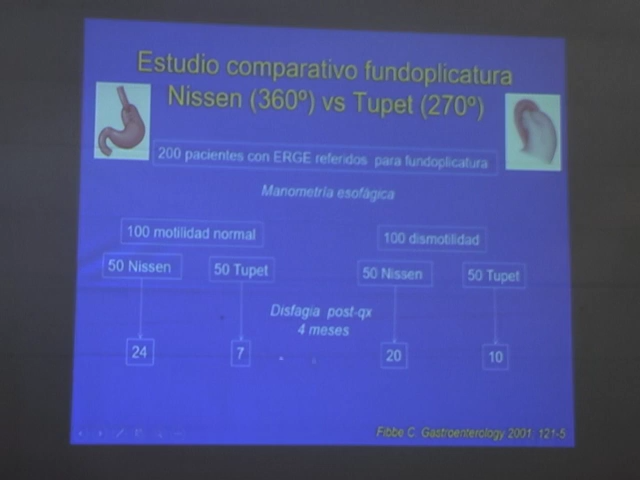 Estudio comparativo fundoplicatura
Nissen (360º) vs Tupet (270º)
200 pacientes con ERGE referidos para fundoplicatura
Manometría esofágica
100 motilidad normal
100 dismotilidad
50 Nissen
50 Tupet
50 Nissen
50 Tupet
Disfagia post-qx
4 meses
24
7
20
10
Fibbe C. Gastroenterology 2001; 121-5